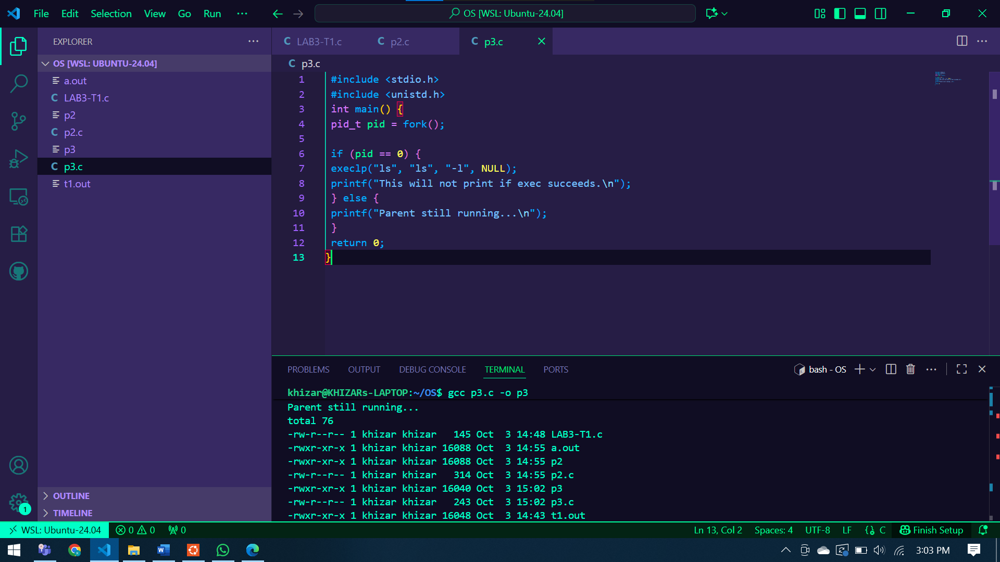 File Edit Selection View Go Run ...
OS [WSL: Ubuntu-24.04]
EXPLORER
OS [WSL: UBUNTU-24.04]
a.out
C LAB3-T1.c
p2
C p2.c
p3
C p3.c
t1.out
OUTLINE
TIMELINE
1
C LAB3-T1.c
C p2.c
C p3.c
C p3.c
1 #include <stdio.h>
2 #include <unistd.h>
3 int main() {
4 pid_t pid = fork();
5
6 if (pid == 0) {
7 execlp("ls", "ls", "-l", NULL);
8 printf("This will not print if exec succeeds.\n");
9 } else {
10 printf("Parent still running...\n");
11 }
12 return 0;
13 }
PROBLEMS OUTPUT DEBUG CONSOLE TERMINAL PORTS
bash - OS
khizar@KHIZARs-LAPTOP:~/OS$ gcc p3.c -o p3
Parent still running...
total 76
-rw-r--r-- 1 khizar khizar   145 Oct  3 14:48 LAB3-T1.c
-rwxr-xr-x 1 khizar khizar 16088 Oct  3 14:55 a.out
-rwxr-xr-x 1 khizar khizar 16088 Oct  3 14:55 p2
-rw-r--r-- 1 khizar khizar   314 Oct  3 14:55 p2.c
-rwxr-xr-x 1 khizar khizar 16040 Oct  3 15:02 p3
-rw-r--r-- 1 khizar khizar   243 Oct  3 15:02 p3.c
-rwxr-xr-x 1 khizar khizar 16048 Oct  3 14:43 t1.out
WSL: Ubuntu-24.04 0 0 0 Ln 13, Col 2 Spaces: 4 UTF-8 LF C Finish Setup
3:03 PM